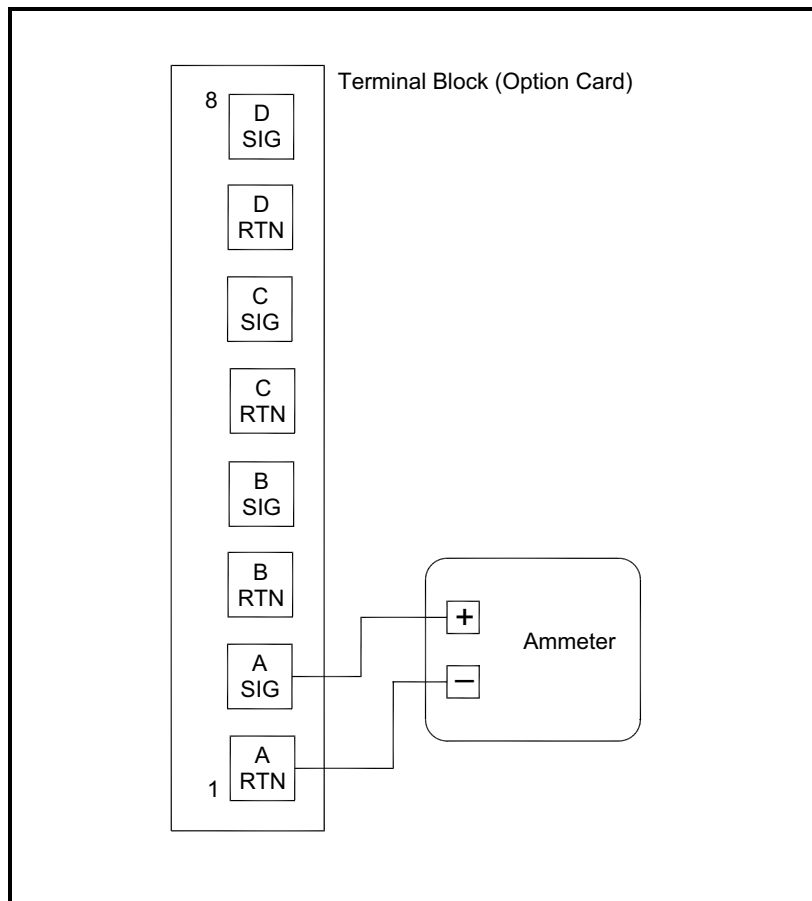 Terminal Block (Option Card)
8
D
SIG
D
RTN
C
SIG
C
RTN
B
SIG
B
RTN
A
SIG
A
RTN
1
+
Ammeter
−